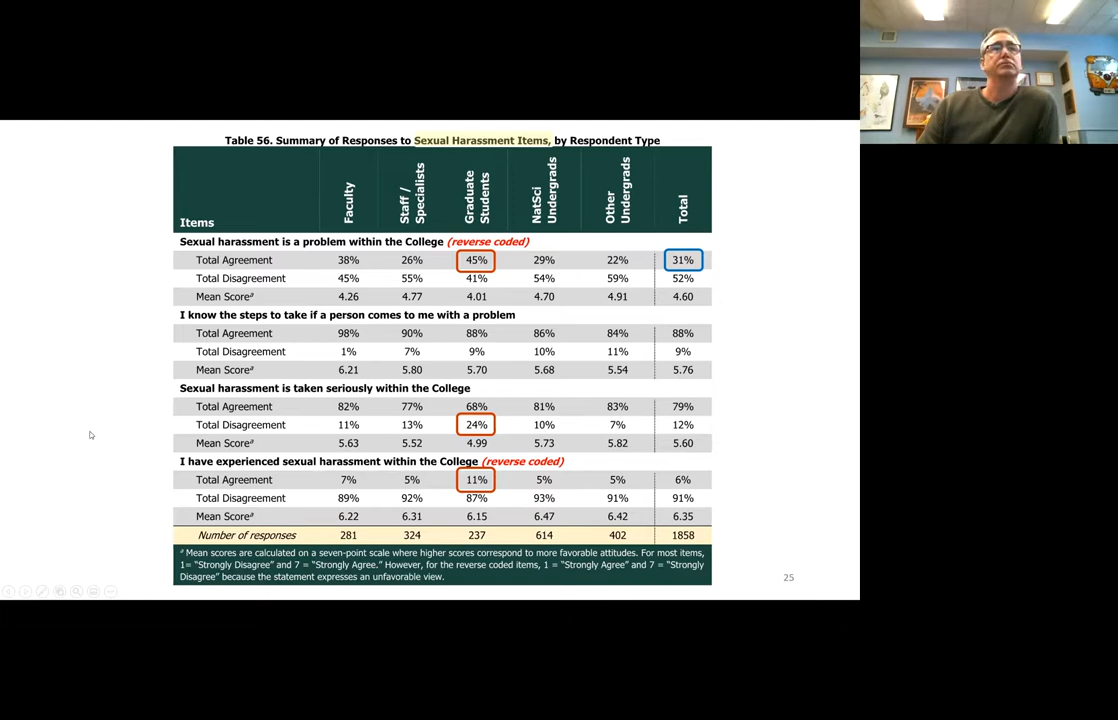 Table 56. Summary of Responses to Sexual Harassment Items, by Respondent Type
Items Faculty Staff / Specialists Graduate Students NatSci Undergrads Other Undergrads Total
Sexual harassment is a problem within the College (reverse coded)
Total Agreement 38% 26% 45% 29% 22% 31%
Total Disagreement 45% 55% 41% 54% 59% 52%
Mean Scoreª 4.26 4.77 4.01 4.70 4.91 4.60
I know the steps to take if a person comes to me with a problem
Total Agreement 98% 90% 88% 86% 84% 88%
Total Disagreement 1% 7% 9% 10% 11% 9%
Mean Scoreª 6.21 5.80 5.70 5.68 5.54 5.76
Sexual harassment is taken seriously within the College
Total Agreement 82% 77% 68% 81% 83% 79%
Total Disagreement 11% 13% 24% 10% 7% 12%
Mean Scoreª 5.63 5.52 4.99 5.73 5.82 5.60
I have experienced sexual harassment within the College (reverse coded)
Total Agreement 7% 5% 11% 5% 5% 6%
Total Disagreement 89% 92% 87% 93% 91% 91%
Mean Scoreª 6.22 6.31 6.15 6.47 6.42 6.35
Number of responses 281 324 237 614 402 1858
ª Mean scores are calculated on a seven-point scale where higher scores correspond to more favorable attitudes. For most items,
1= “Strongly Disagree” and 7 = “Strongly Agree.” However, for the reverse coded items, 1 = “Strongly Agree” and 7 = “Strongly
Disagree” because the statement expresses an unfavorable view.
25